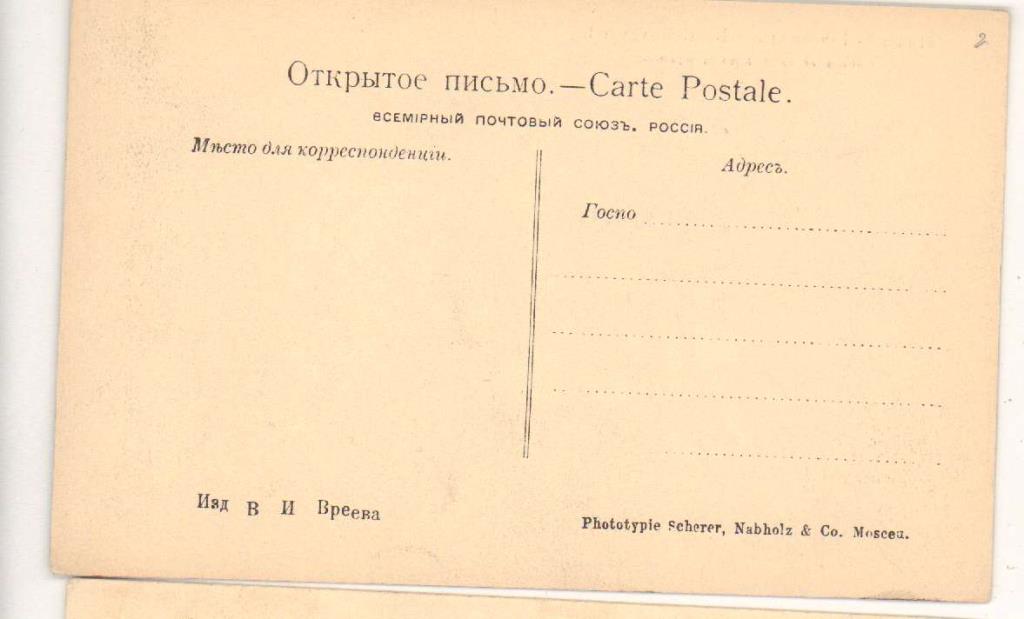 2
Открытое письмо.—Carte Postale.
ВСЕМІРНЫЙ ПОЧТОВЫЙ СОЮЗЪ. РОССІЯ.
Мѣсто для корреспонденціи.
Адресъ.
Госпо
Изд В И Вреева
Phototypie Scherer, Nabholz & Co. Moscou.